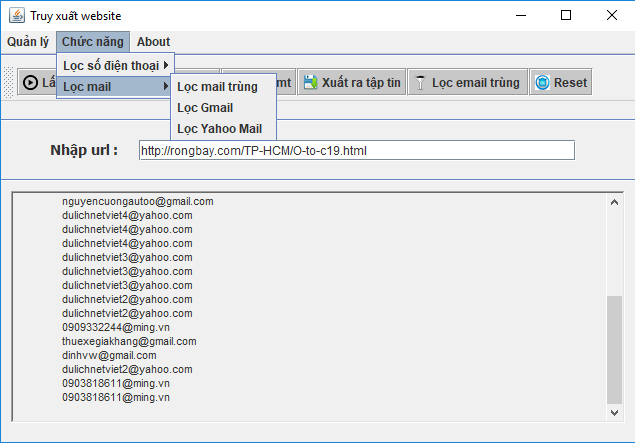 Truy xuất website
Quản lý Chức năng About
Lọc số điện thoại
Lọc mail
Lọc mail trùng
Lọc Gmail
Lọc Yahoo Mail
Xuất ra tập tin Lọc email trùng Reset
Nhập url : http://rongbay.com/TP-HCM/O-to-c19.html
nguyencuongautoo@gmail.com
dulichnetviet4@yahoo.com
dulichnetviet4@yahoo.com
dulichnetviet4@yahoo.com
dulichnetviet3@yahoo.com
dulichnetviet3@yahoo.com
dulichnetviet3@yahoo.com
dulichnetviet2@yahoo.com
dulichnetviet2@yahoo.com
0909332244@ming.vn
thuexegiakhang@gmail.com
dinhvw@gmail.com
dulichnetviet2@yahoo.com
0903818611@ming.vn
0903818611@ming.vn